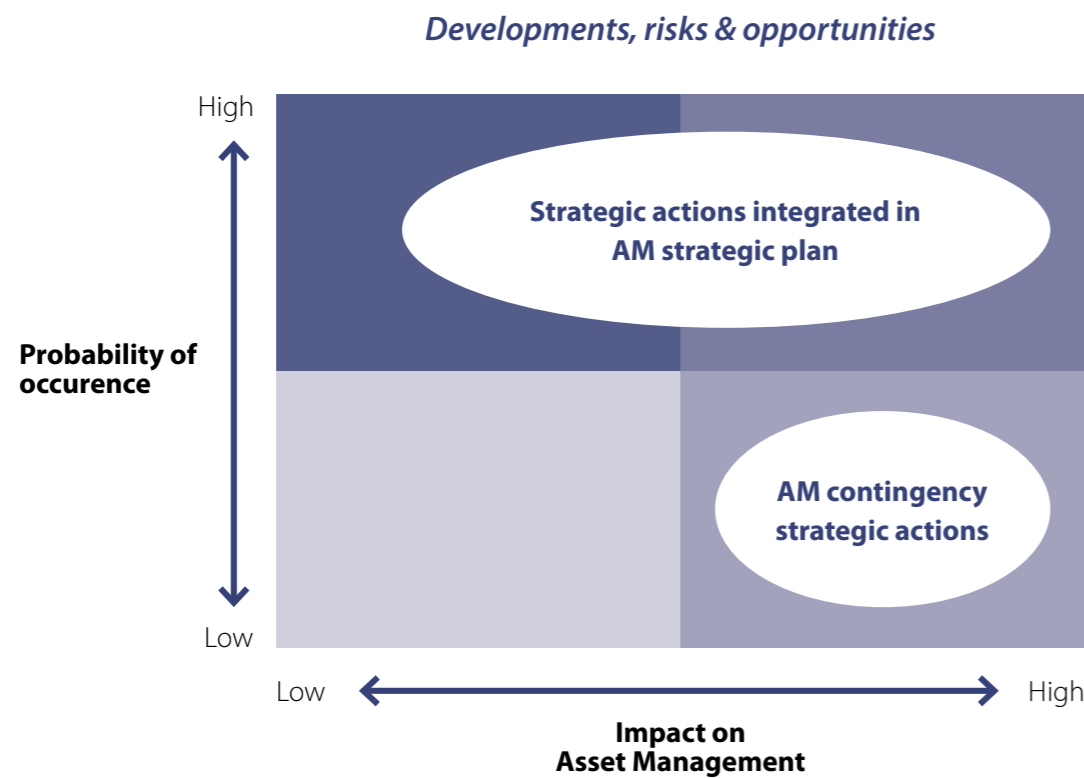 Developments, risks & opportunities
High
Strategic actions integrated in
AM strategic plan
Probability of
occurence
AM contingency
strategic actions
Low
Low
High
Impact on
Asset Management